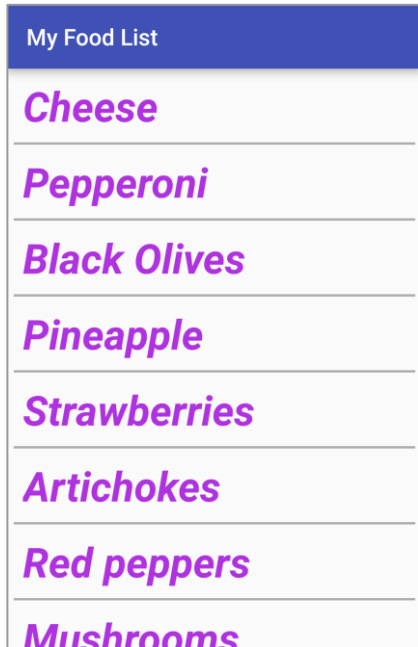 My Food List
Cheese
Pepperoni
Black Olives
Pineapple
Strawberries
Artichokes
Red peppers
Mushrooms